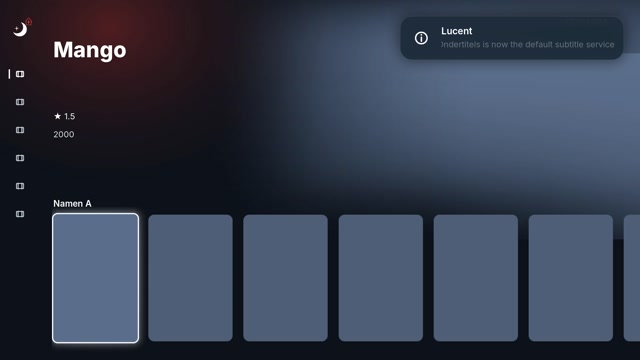 Lucent
Indertitels is now the default subtitle service
Mango
★ 1.5
2000
Namen A